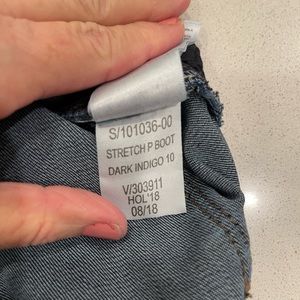 S/101036-00
STRETCH P BOOT
DARK INDIGO 10
V/303911
HOL'18
08/18